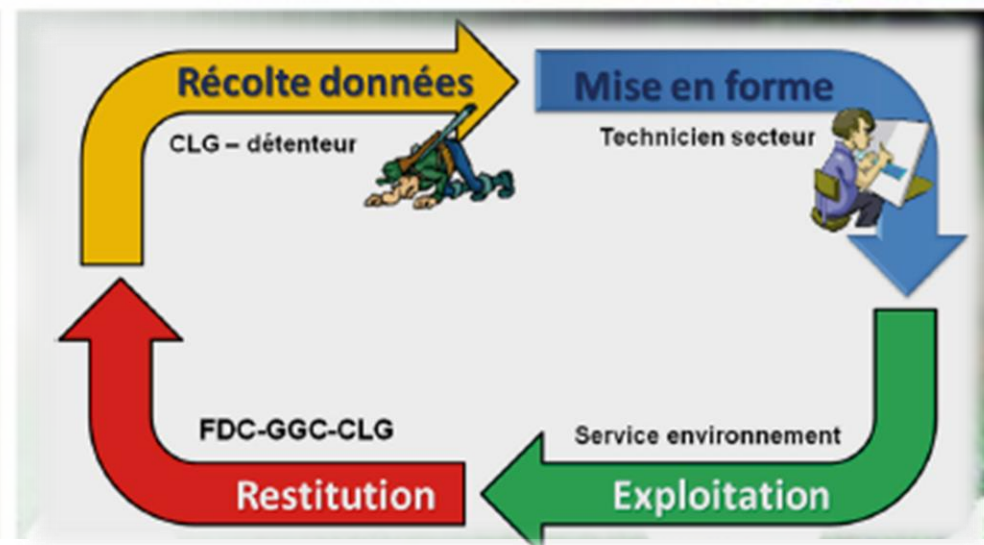 Récolte données
CLG – détenteur
Mise en forme
Technicien secteur
Service environnement
Exploitation
FDC-GGC-CLG
Restitution